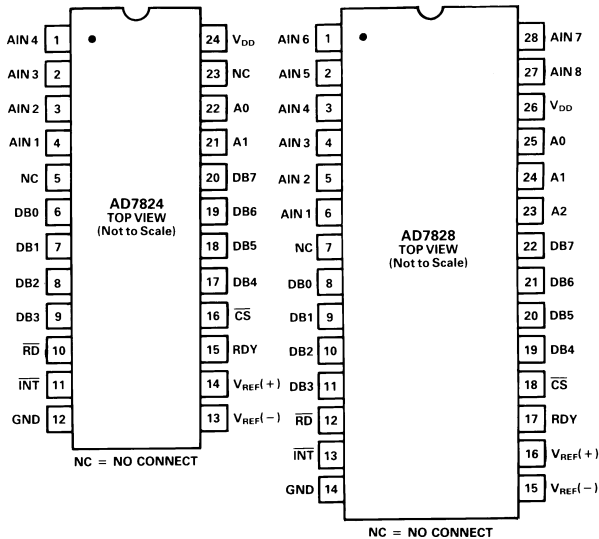 AIN 4 1 24 VDD
AIN 3 2 23 NC
AIN 2 3 22 A0
AIN 1 4 21 A1
NC 5 20 DB7
DB0 6 19 DB6
DB1 7 18 DB5
DB2 8 17 DB4
DB3 9 16 CS
RD 10 15 RDY
INT 11 14 VREF(+)
GND 12 13 VREF(−)
AD7824
TOP VIEW
(Not to Scale)
NC = NO CONNECT
AIN 6 1 28 AIN 7
AIN 5 2 27 AIN 8
AIN 4 3 26 VDD
AIN 3 4 25 A0
AIN 2 5 24 A1
AIN 1 6 23 A2
NC 7 22 DB7
DB0 8 21 DB6
DB1 9 20 DB5
DB2 10 19 DB4
DB3 11 18 CS
RD 12 17 RDY
INT 13 16 VREF(+)
GND 14 15 VREF(−)
AD7828
TOP VIEW
(Not to Scale)
NC = NO CONNECT